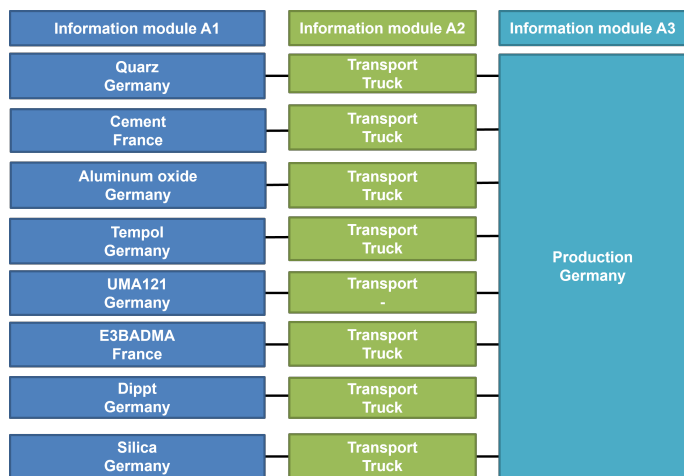 Information module A1
Information module A2
Information module A3
Quarz
Germany
Transport
Truck
Cement
France
Transport
Truck
Aluminum oxide
Germany
Transport
Truck
Tempol
Germany
Transport
Truck
Production
Germany
UMA121
Germany
Transport
-
E3BADMA
France
Transport
Truck
Dippt
Germany
Transport
Truck
Silica
Germany
Transport
Truck